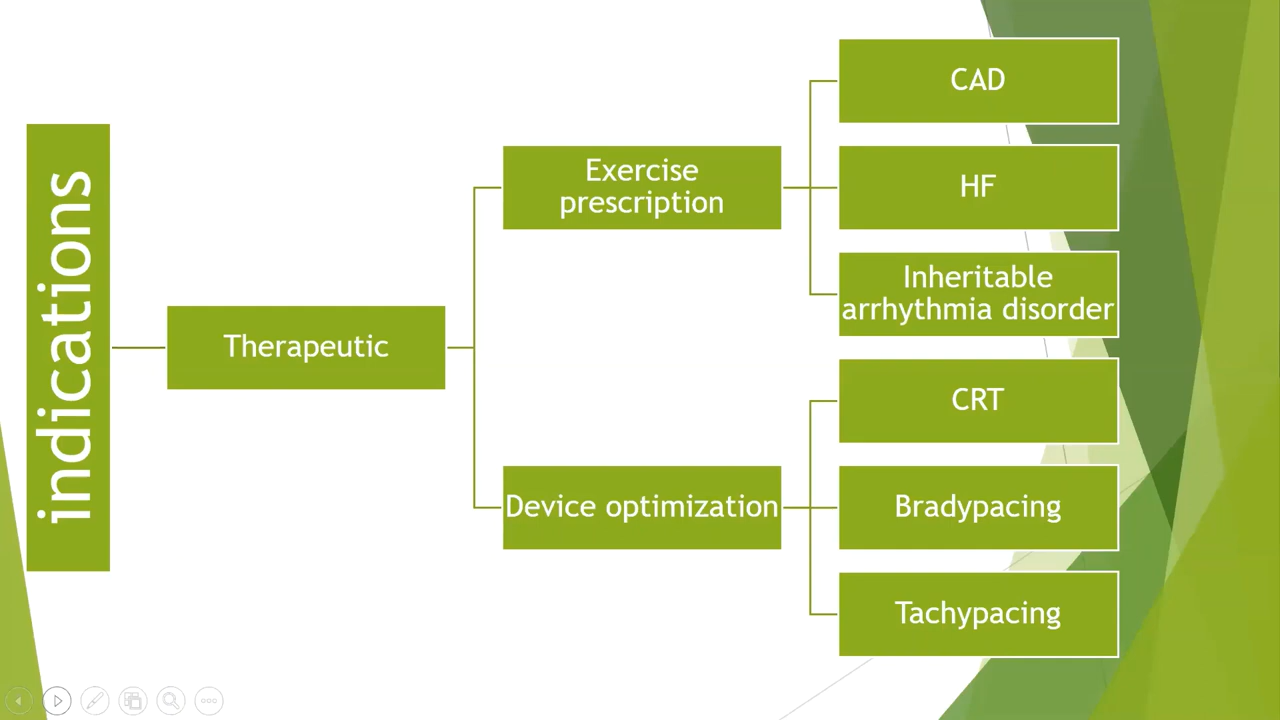 indications
Therapeutic
Exercise
prescription
CAD
HF
Inheritable
arrhythmia disorder
Device optimization
CRT
Bradypacing
Tachypacing